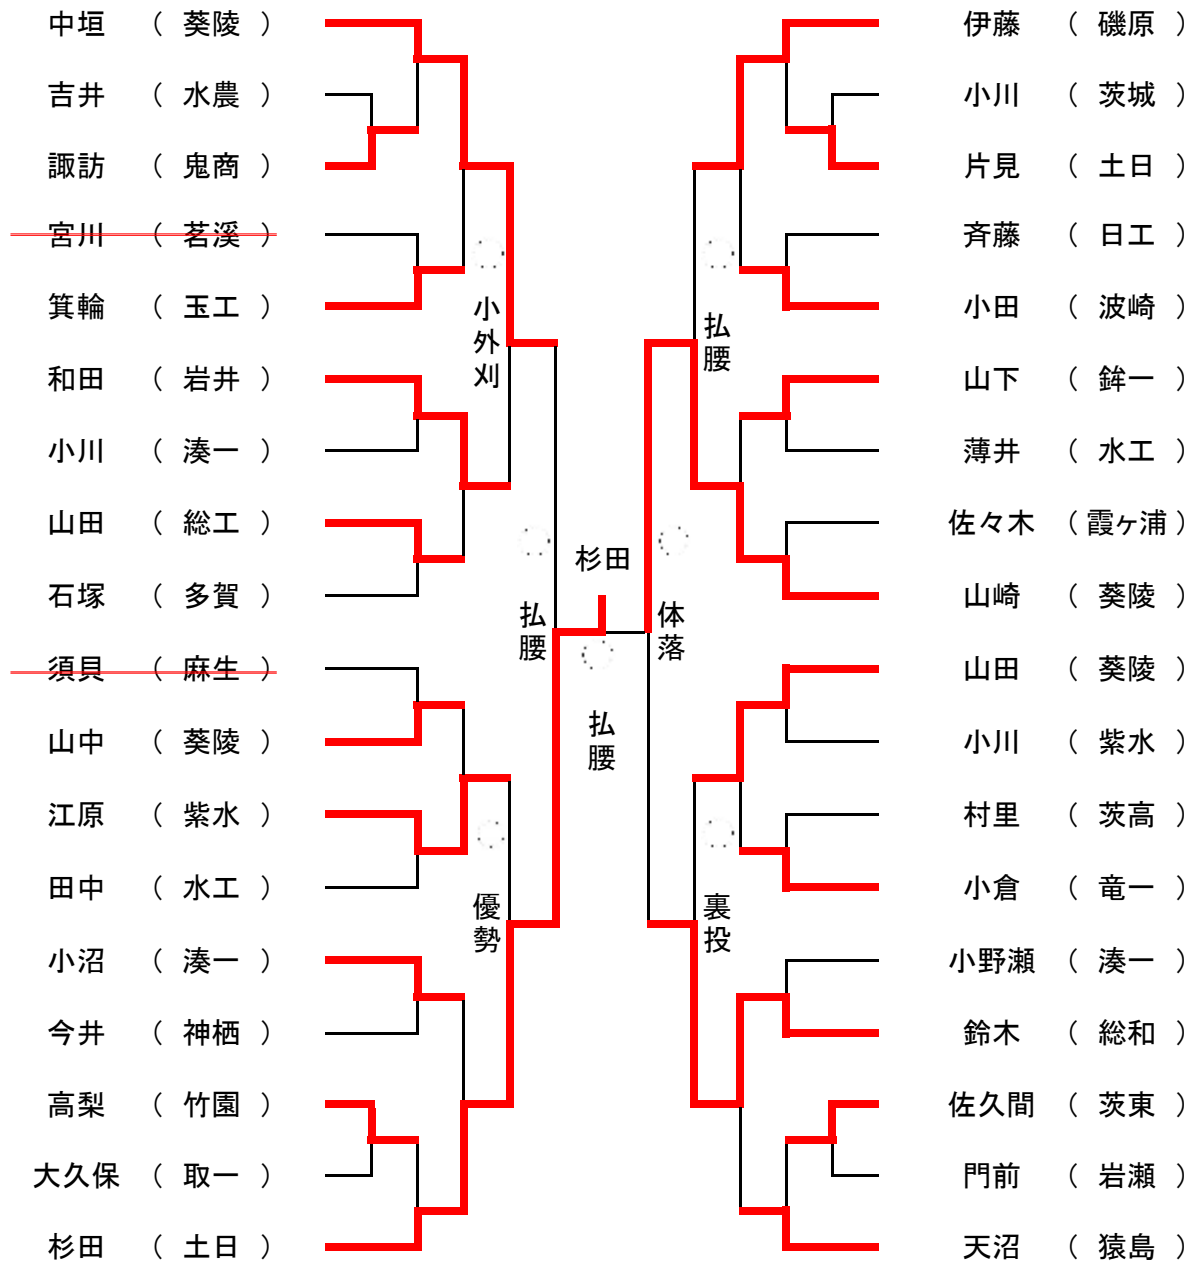 中垣 （ 葵陵 ）
吉井 （ 水農 ）
諏訪 （ 鬼商 ）
宮川 （ 茗溪 ）
箕輪 （ 玉工 ）
和田 （ 岩井 ）
小川 （ 湊一 ）
山田 （ 総工 ）
石塚 （ 多賀 ）
須貝 （ 麻生 ）
山中 （ 葵陵 ）
江原 （ 紫水 ）
田中 （ 水工 ）
小沼 （ 湊一 ）
今井 （ 神栖 ）
高梨 （ 竹園 ）
大久保 （ 取一 ）
杉田 （ 土日 ）
小外刈
優勢
払腰
杉田
払腰
体落
払腰
裏投
伊藤 （ 磯原 ）
小川 （ 茨城 ）
片見 （ 土日 ）
斉藤 （ 日工 ）
小田 （ 波崎 ）
山下 （ 鉾一 ）
薄井 （ 水工 ）
佐々木 （ 霞ヶ浦 ）
山崎 （ 葵陵 ）
山田 （ 葵陵 ）
小川 （ 紫水 ）
村里 （ 茨高 ）
小倉 （ 竜一 ）
小野瀬 （ 湊一 ）
鈴木 （ 総和 ）
佐久間 （ 茨東 ）
門前 （ 岩瀬 ）
天沼 （ 猿島 ）